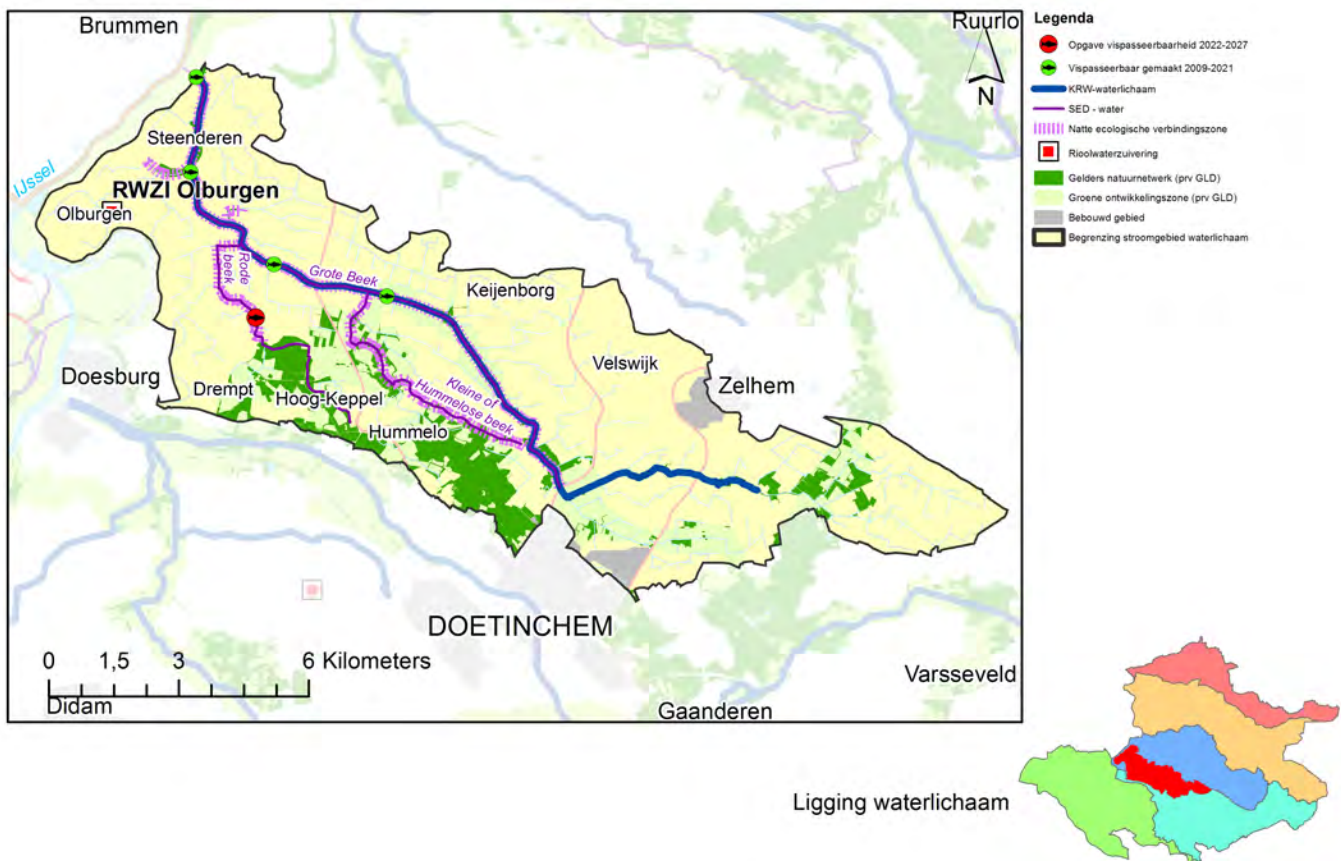 Brummen
Ruurlo
N
Steenderen
IJssel
RWZI Olburgen
Olburgen
Rode
beek
Grote Beek
Keijenborg
Velswijk
Zelhem
Doesburg
Drempt
Hoog-Keppel
Kleine of
Hummelose beek
Hummelo
DOETINCHEM
0 1,5 3 6 Kilometers
Didam
Varsseveld
Gaanderen
Legenda
Opgave vispasseerbaarheid 2022-2027
Vispasseerbaar gemaakt 2009-2021
KRW-waterlichaam
SED - water
Natte ecologische verbindingszone
Rioolwaterzuivering
Gelders natuurnetwerk (prv GLD)
Groene ontwikkelingszone (prv GLD)
Bebouwd gebied
Begrenzing stroomgebied waterlichaam
Ligging waterlichaam